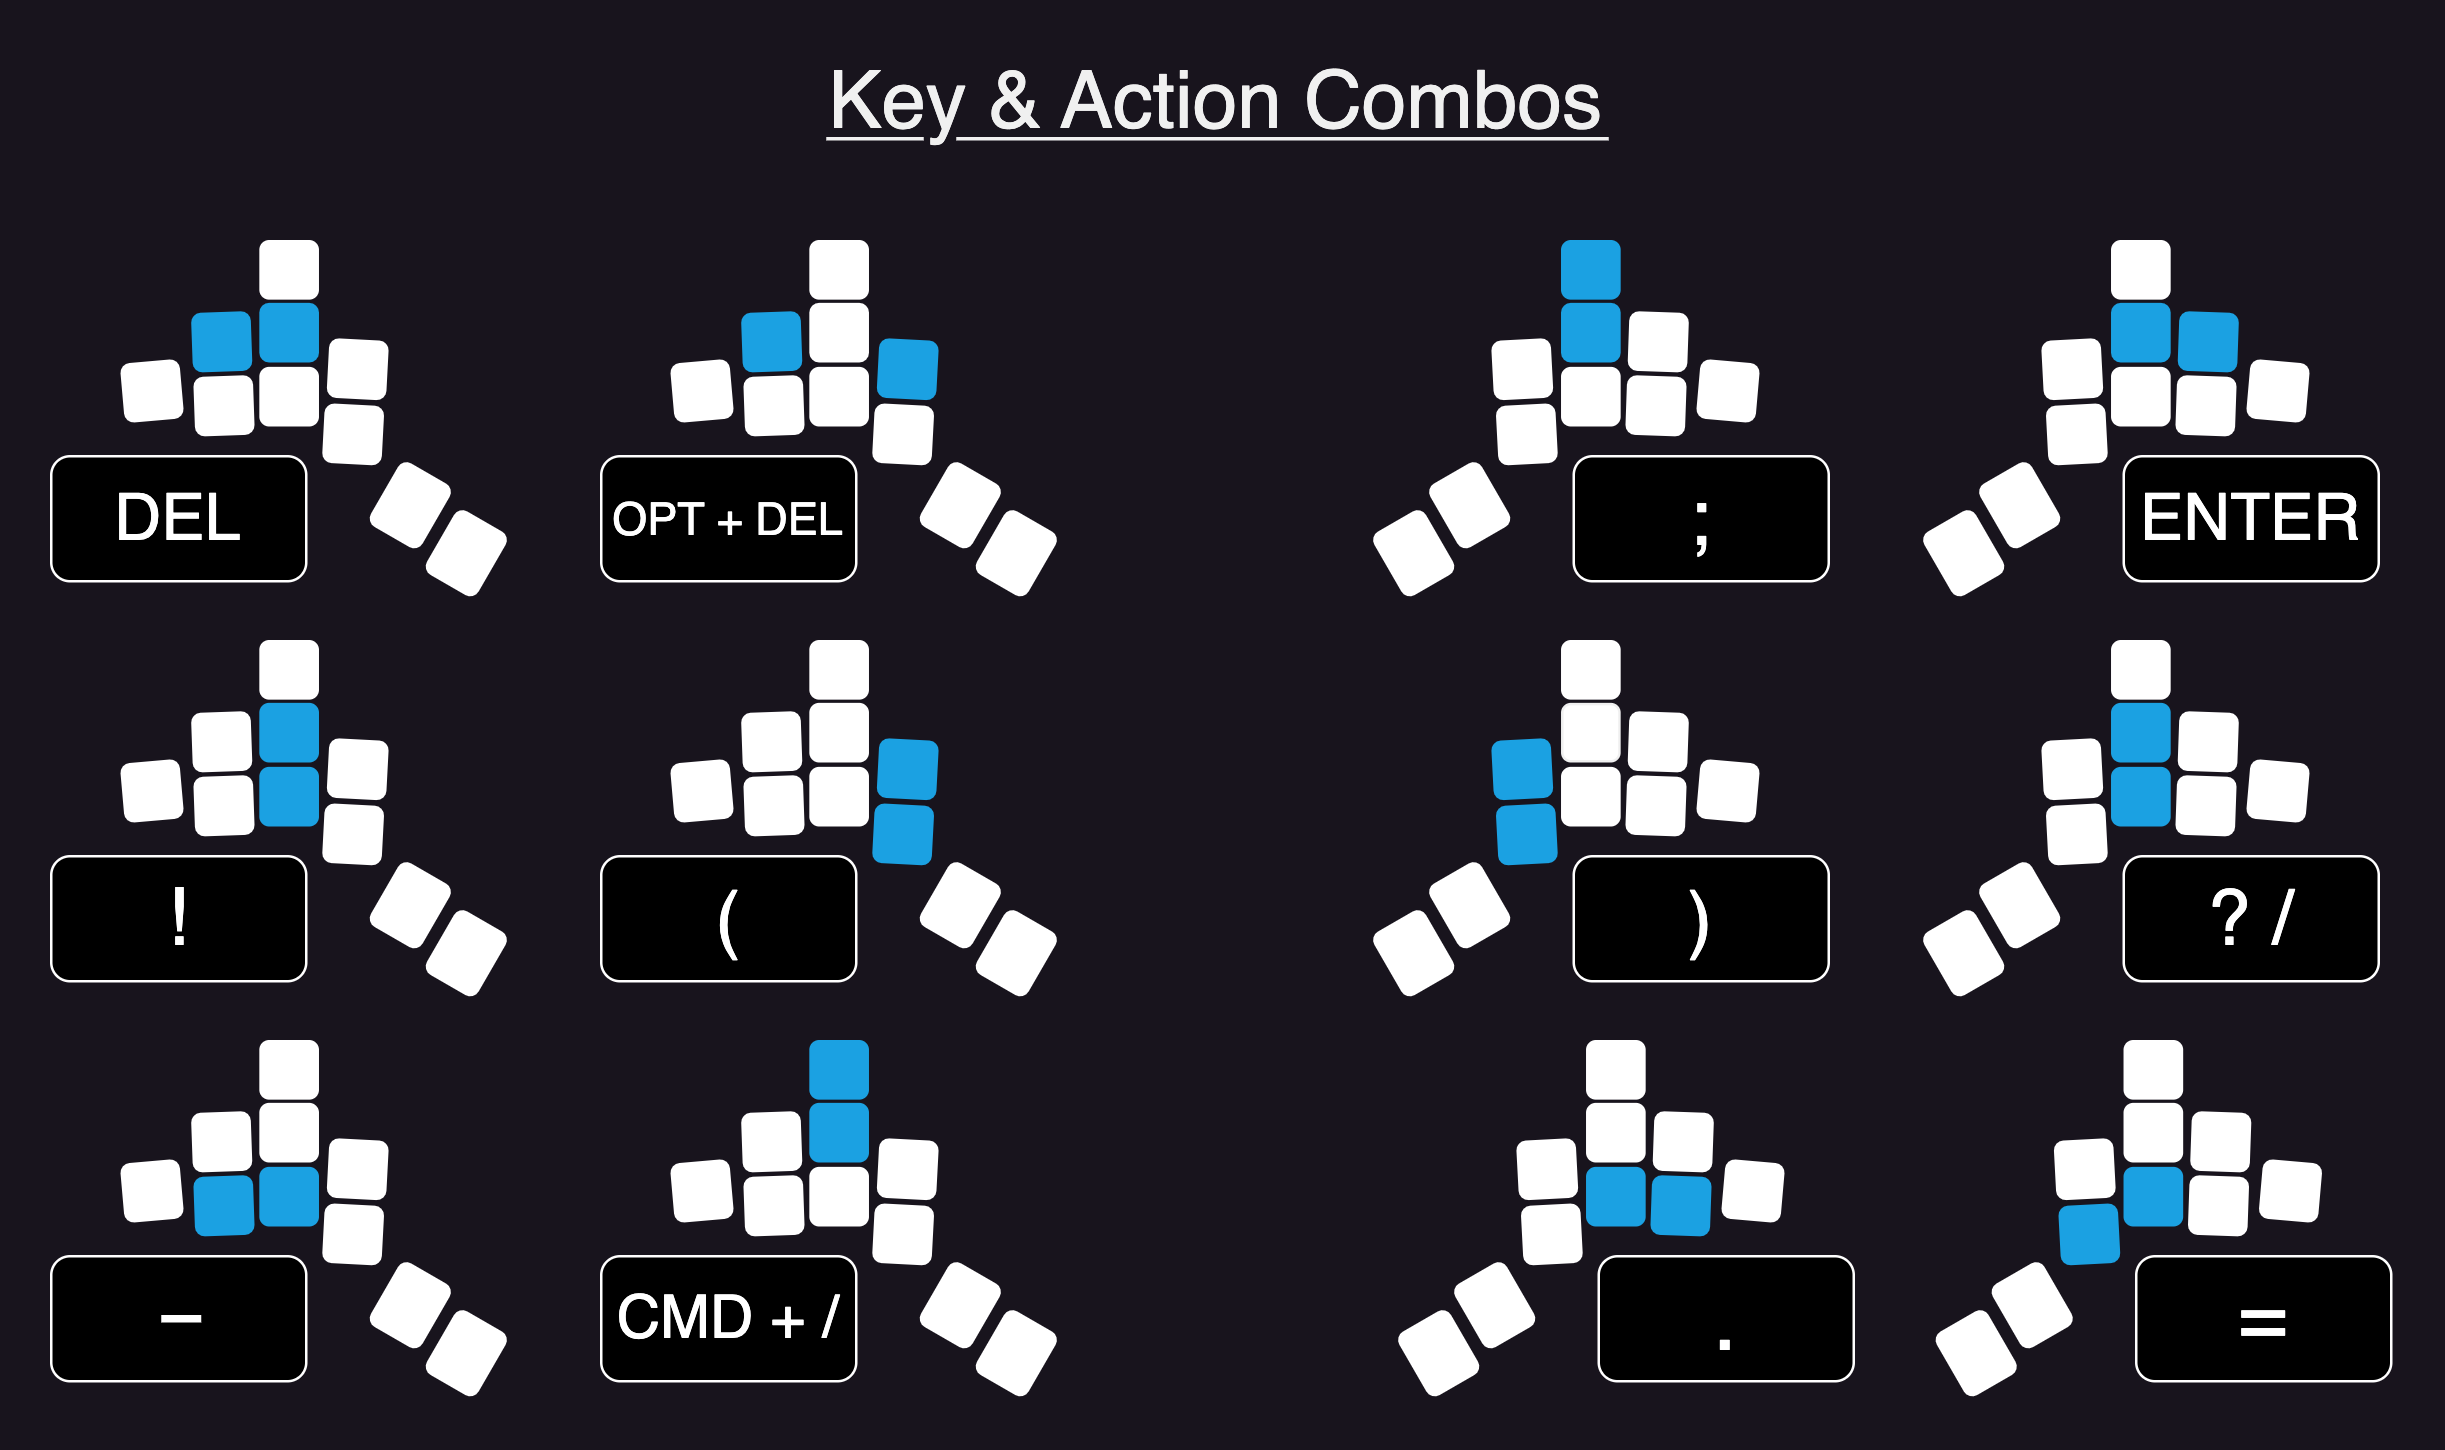 Key & Action Combos
DEL
OPT + DEL
;
ENTER
!
(
)
? /
–
CMD + /
.
=